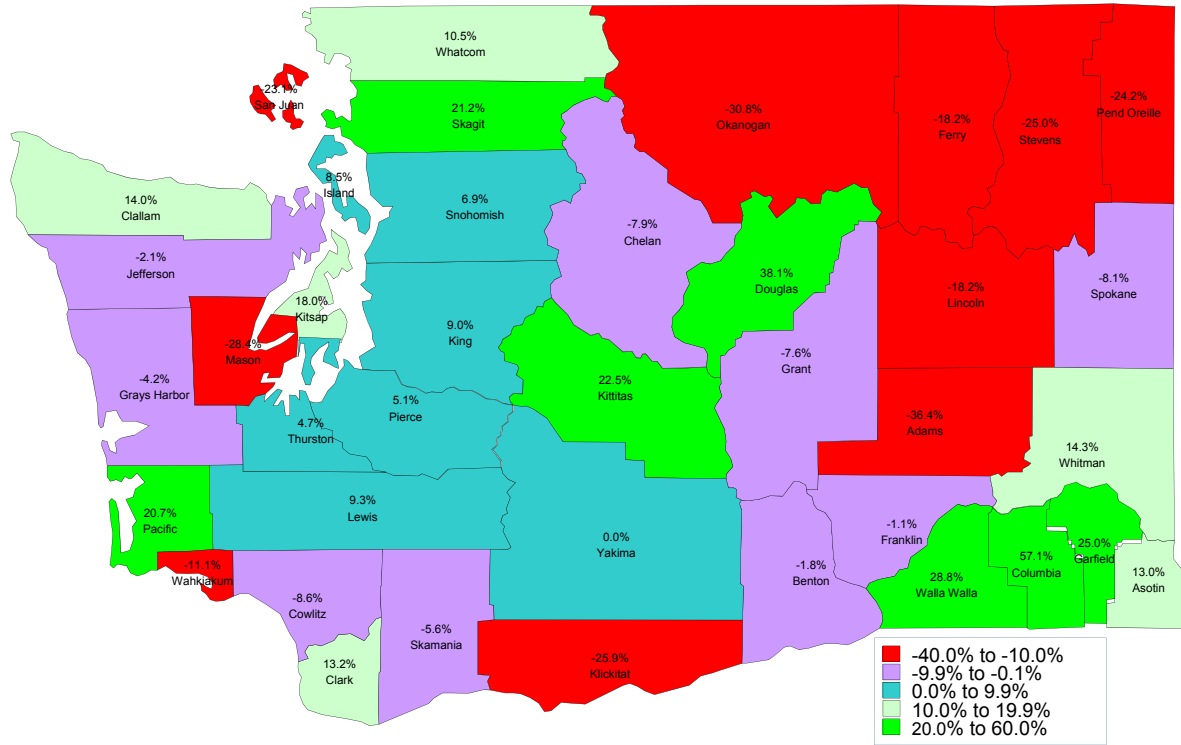 10.5%
Whatcom
-23.1%
San Juan
21.2%
Skagit
-30.8%
Okanogan
-18.2%
Ferry
-25.0%
Stevens
-24.2%
Pend Oreille
14.0%
Clallam
8.5%
Island
6.9%
Snohomish
-7.9%
Chelan
-2.1%
Jefferson
38.1%
Douglas
-18.2%
Lincoln
-8.1%
Spokane
18.0%
Kitsap
9.0%
King
-28.4%
Mason
-7.6%
Grant
-4.2%
Grays Harbor
5.1%
Pierce
22.5%
Kittitas
-36.4%
Adams
4.7%
Thurston
14.3%
Whitman
9.3%
Lewis
20.7%
Pacific
0.0%
Yakima
-1.1%
Franklin
57.1%
Columbia
25.0%
Garfield
-11.1%
Wahkiakum
-1.8%
Benton
28.8%
Walla Walla
13.0%
Asotin
-8.6%
Cowlitz
-5.6%
Skamania
13.2%
Clark
-25.9%
Klickitat
-40.0% to -10.0%
-9.9% to -0.1%
0.0% to 9.9%
10.0% to 19.9%
20.0% to 60.0%